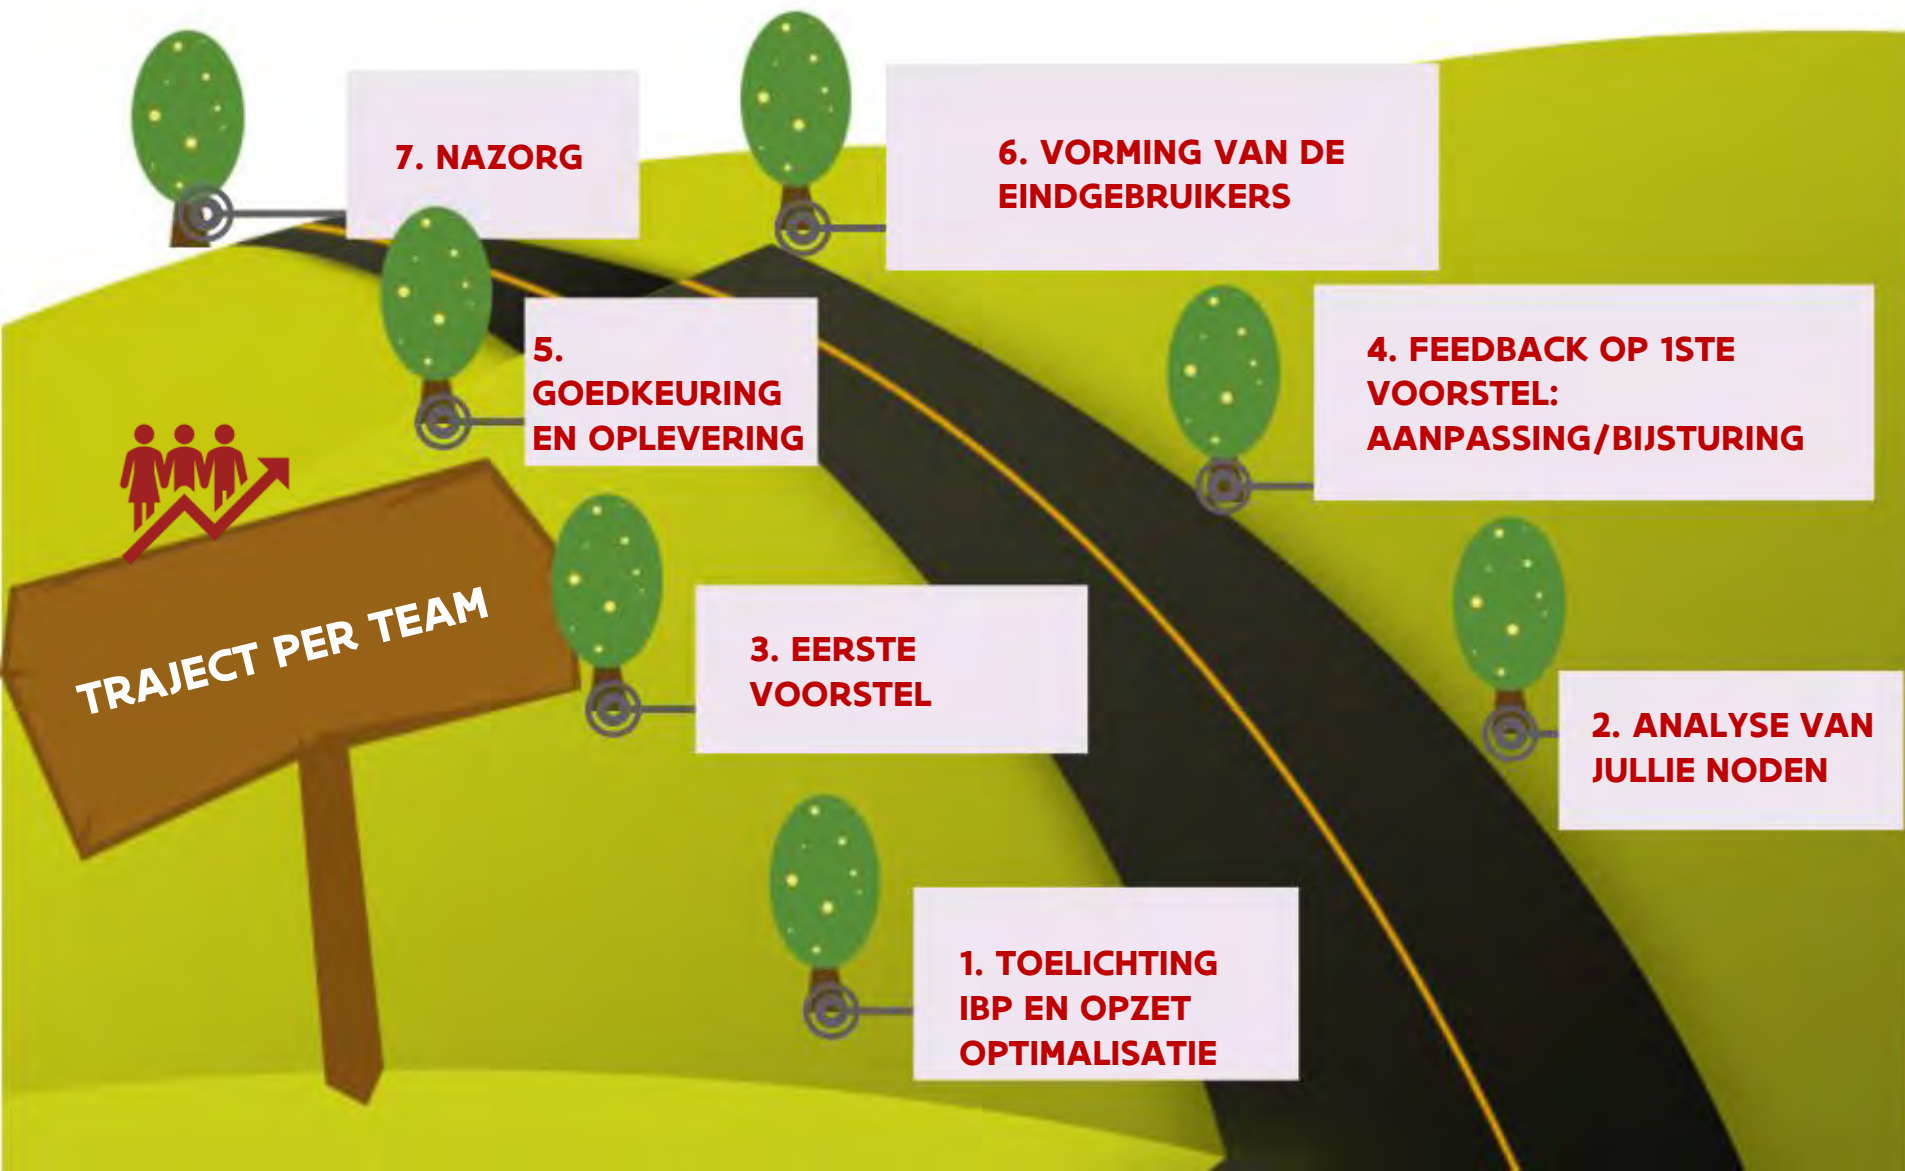 7. NAZORG
6. VORMING VAN DE
EINDGEBRUIKERS
5.
GOEDKEURING
EN OPLEVERING
4. FEEDBACK OP 1STE
VOORSTEL:
AANPASSING/BIJSTURING
TRAJECT PER TEAM
3. EERSTE
VOORSTEL
2. ANALYSE VAN
JULLIE NODEN
1. TOELICHTING
IBP EN OPZET
OPTIMALISATIE